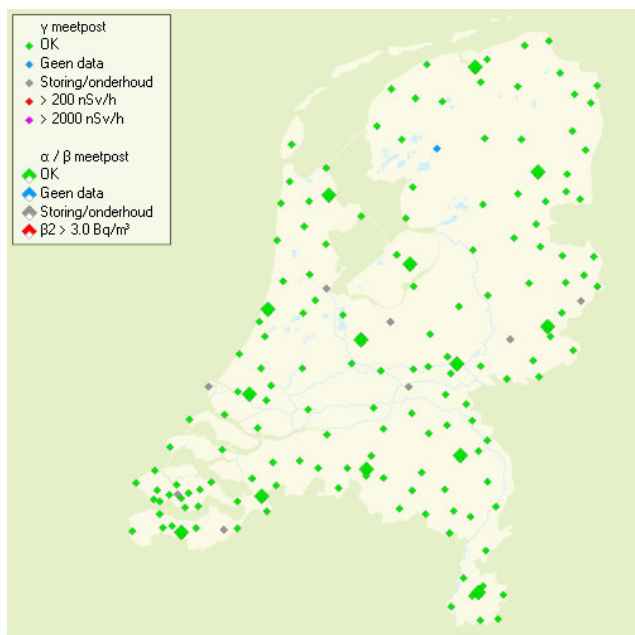 γ meetpost
OK
Geen data
Storing/onderhoud
> 200 nSv/h
> 2000 nSv/h
α / β meetpost
OK
Geen data
Storing/onderhoud
β2 > 3.0 Bq/m³